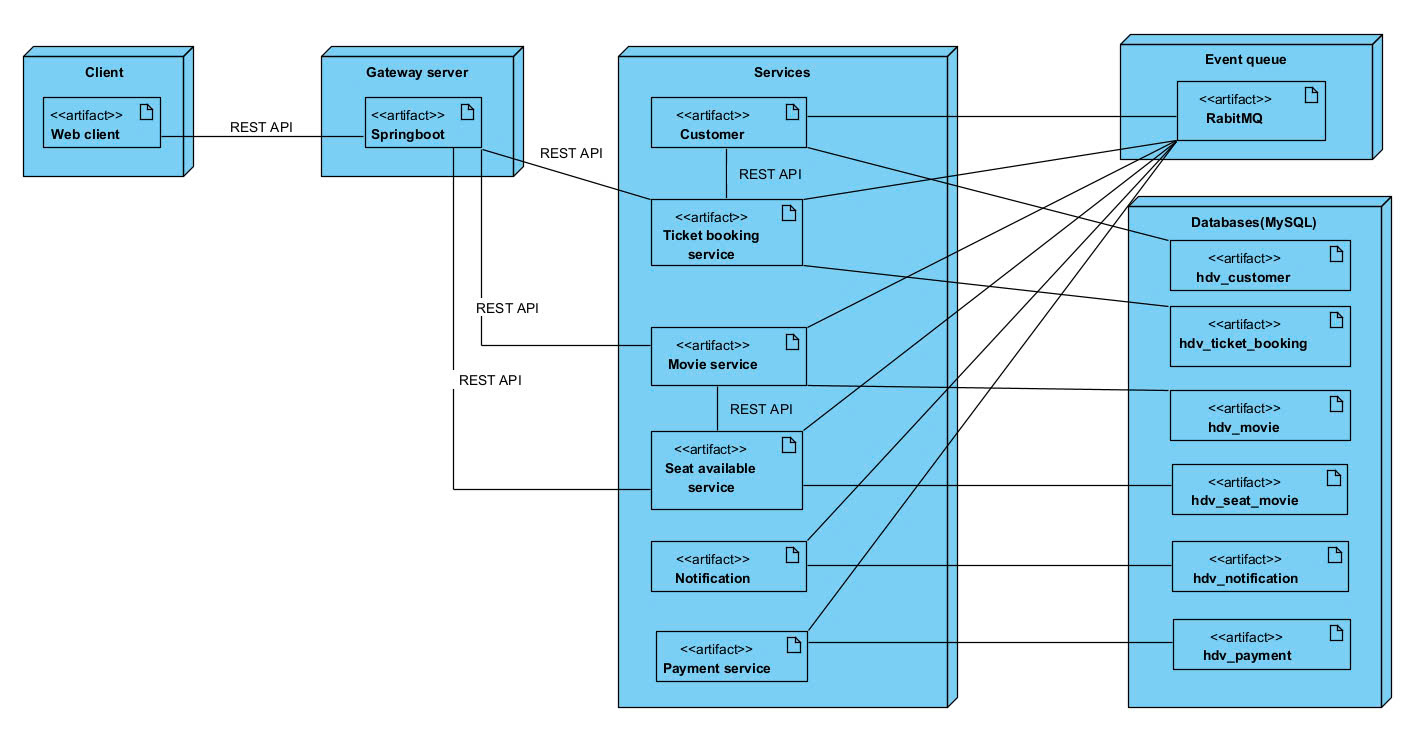 Client
<<artifact>>
Web client
REST API
Gateway server
<<artifact>>
Springboot
REST API
REST API
REST API
Services
<<artifact>>
Customer
REST API
<<artifact>>
Ticket booking
service
<<artifact>>
Movie service
REST API
<<artifact>>
Seat available
service
<<artifact>>
Notification
<<artifact>>
Payment service
Event queue
<<artifact>>
RabitMQ
Databases(MySQL)
<<artifact>>
hdv_customer
<<artifact>>
hdv_ticket_booking
<<artifact>>
hdv_movie
<<artifact>>
hdv_seat_movie
<<artifact>>
hdv_notification
<<artifact>>
hdv_payment